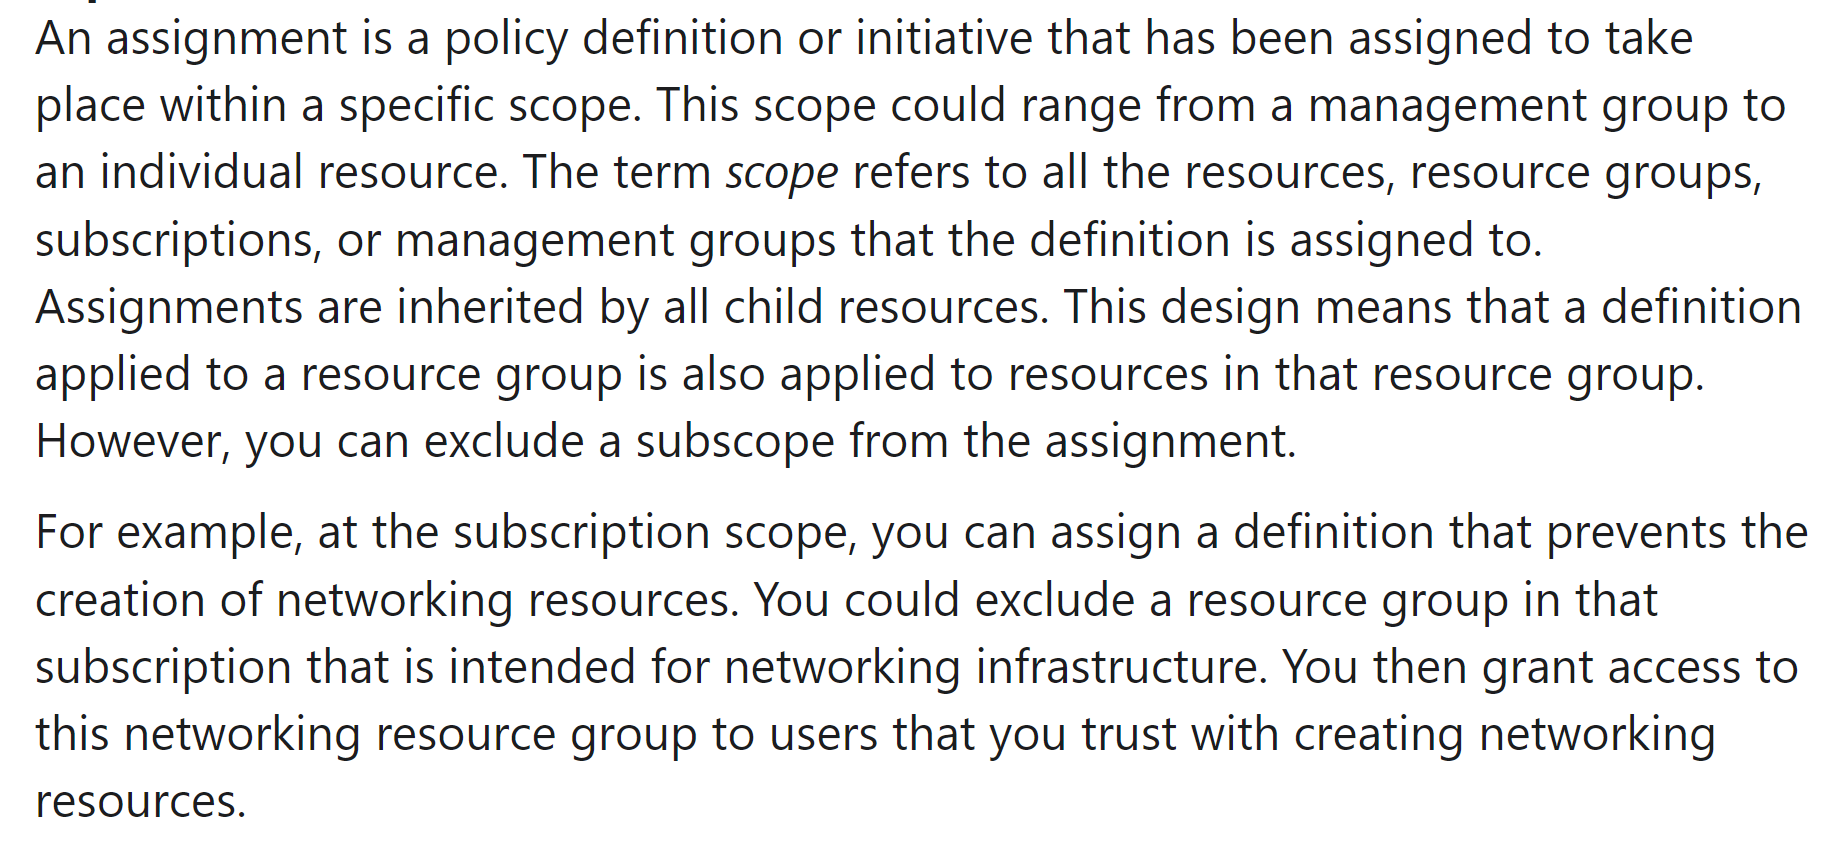 An assignment is a policy definition or initiative that has been assigned to take
place within a specific scope. This scope could range from a management group to
an individual resource. The term scope refers to all the resources, resource groups,
subscriptions, or management groups that the definition is assigned to.
Assignments are inherited by all child resources. This design means that a definition
applied to a resource group is also applied to resources in that resource group.
However, you can exclude a subscope from the assignment.
For example, at the subscription scope, you can assign a definition that prevents the
creation of networking resources. You could exclude a resource group in that
subscription that is intended for networking infrastructure. You then grant access to
this networking resource group to users that you trust with creating networking
resources.